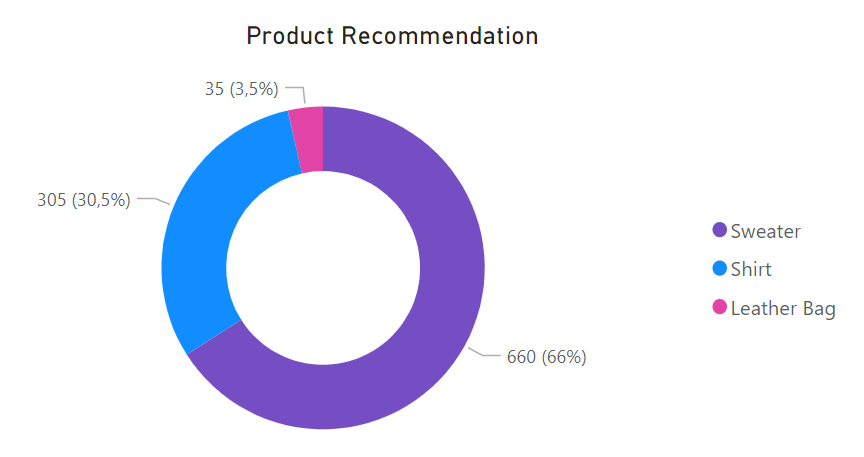 Product Recommendation
35 (3,5%)
305 (30,5%)
660 (66%)
Sweater
Shirt
Leather Bag